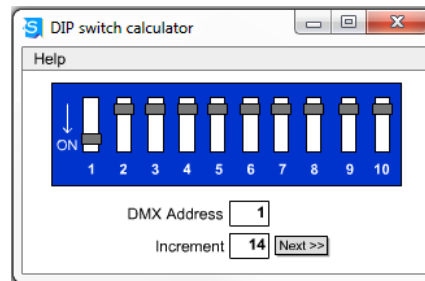 DIP switch calculator
Help
ON
1 2 3 4 5 6 7 8 9 10
DMX Address 1
Increment 14 Next >>